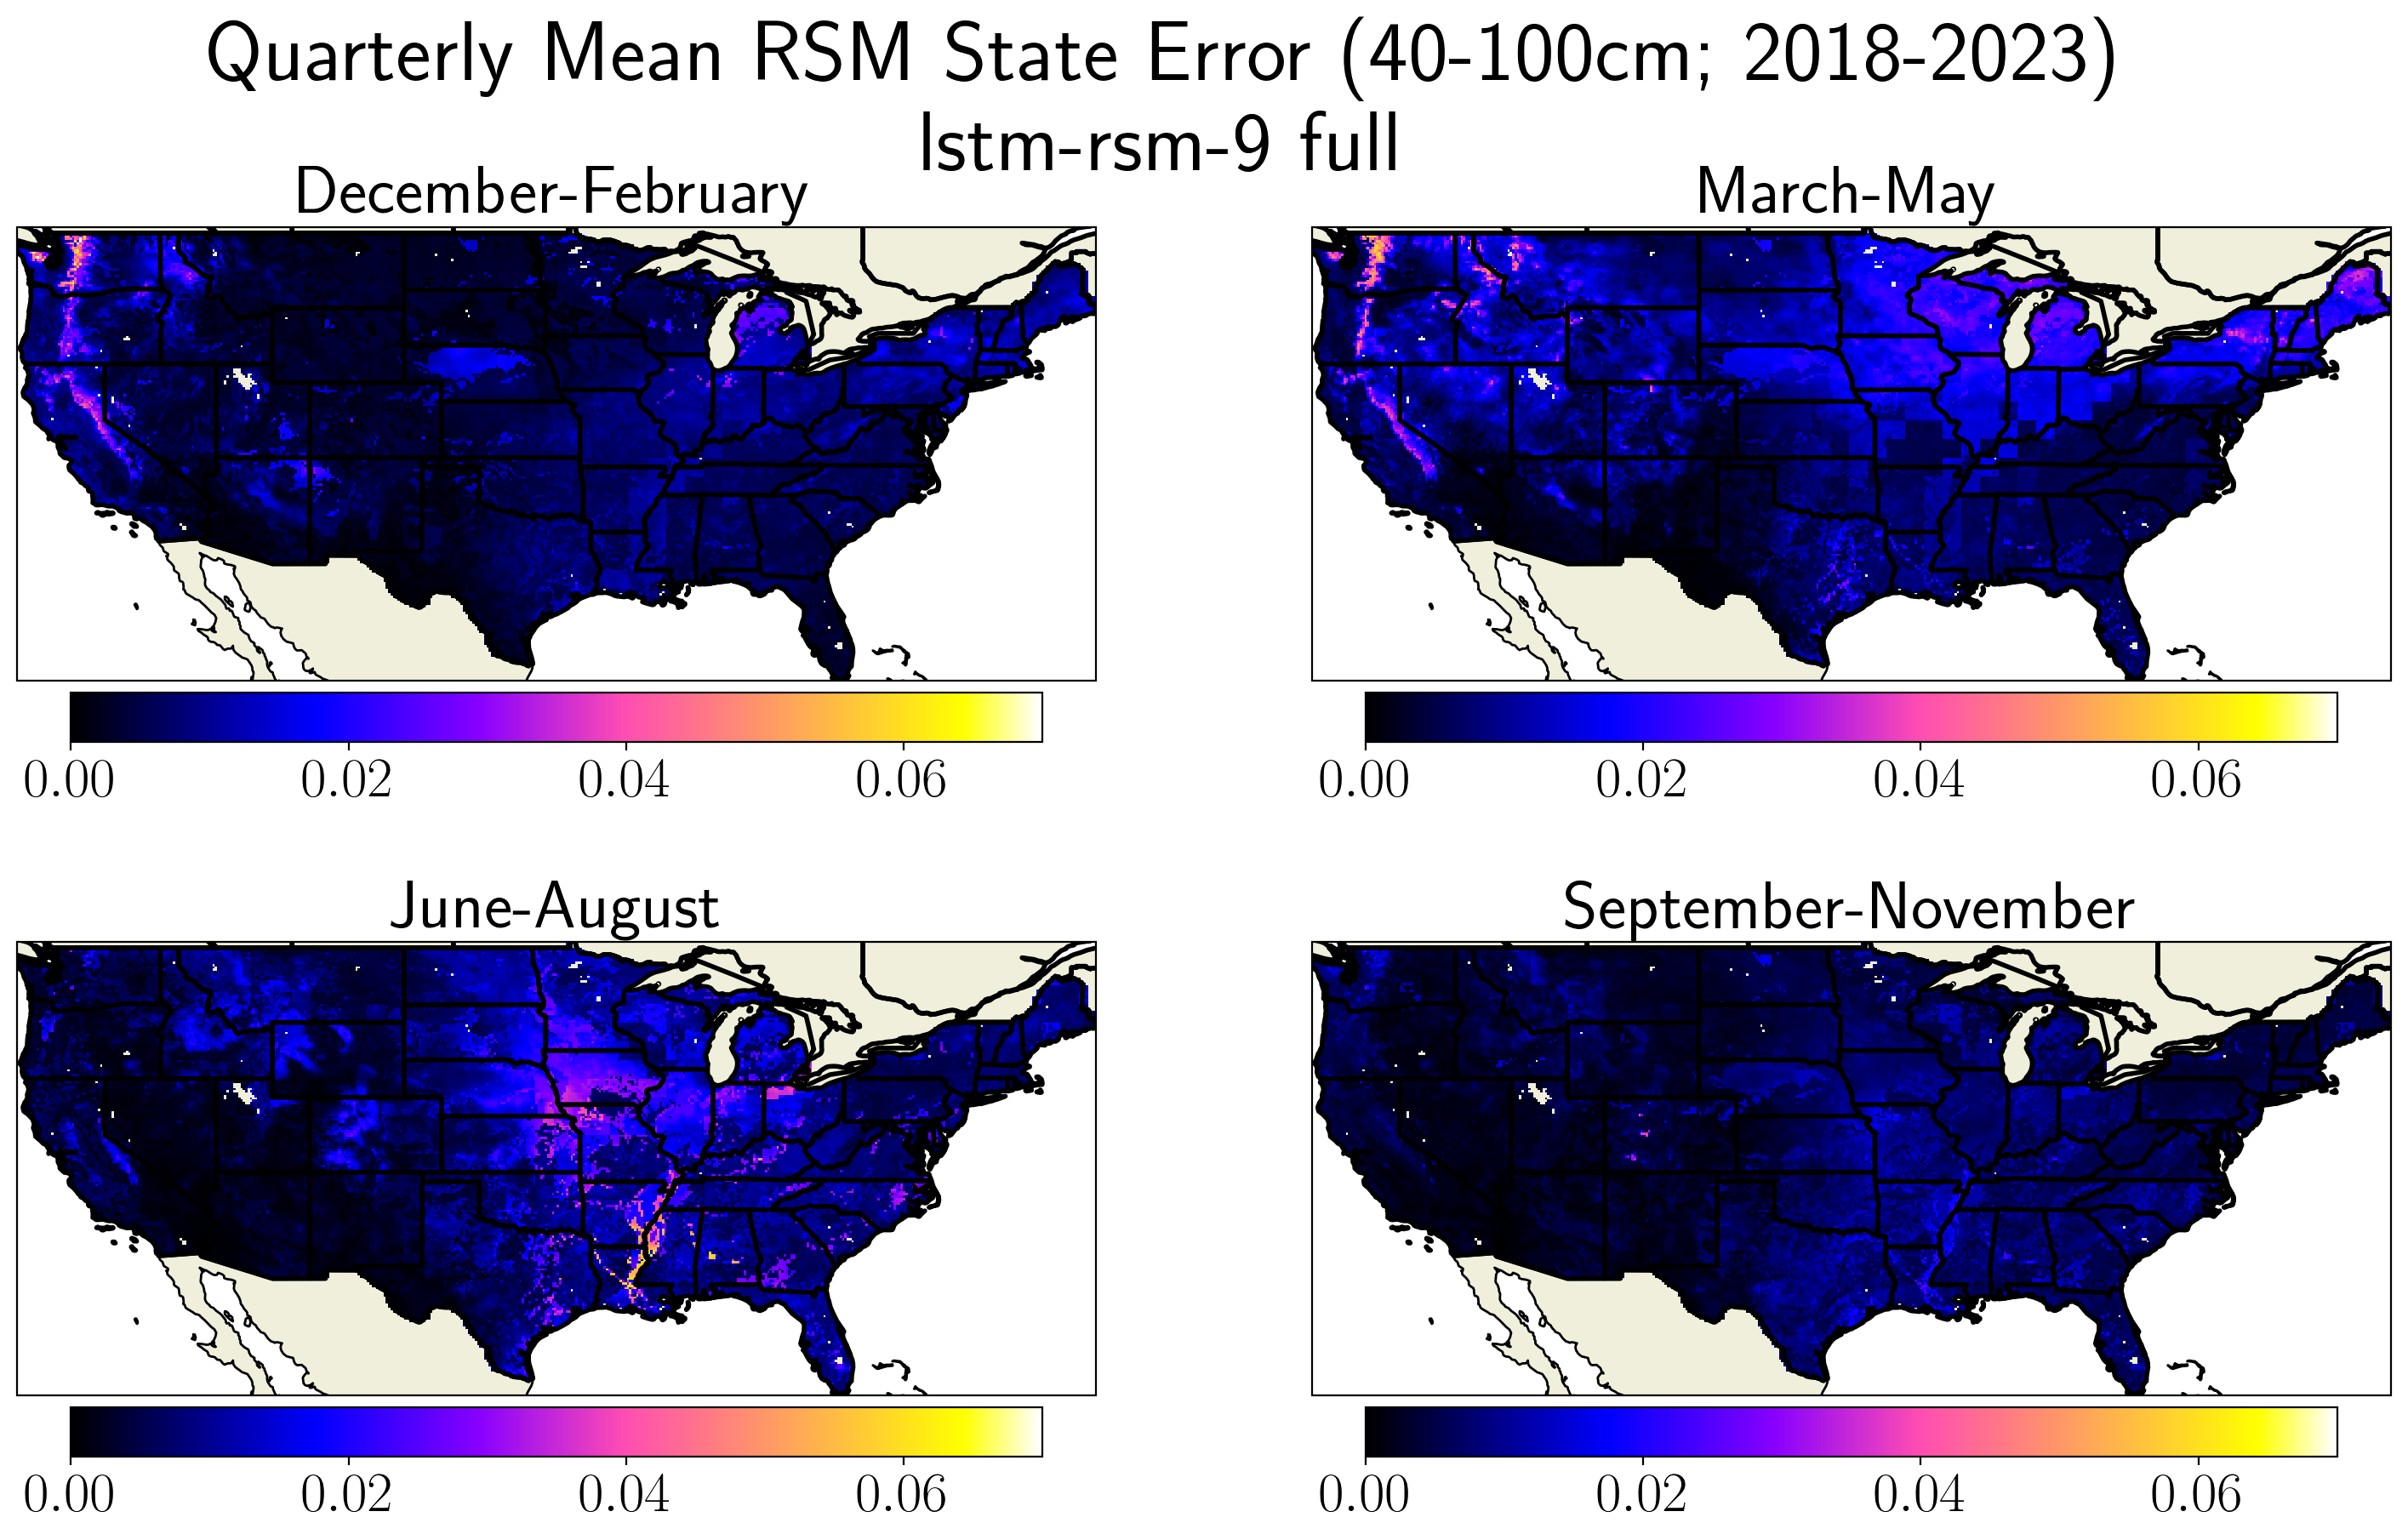 Quarterly Mean RSM State Error (40-100cm; 2018-2023)
lstm-rsm-9 full
December-February
March-May
0.00 0.02 0.04 0.06
0.00 0.02 0.04 0.06
June-August
September-November
0.00 0.02 0.04 0.06
0.00 0.02 0.04 0.06